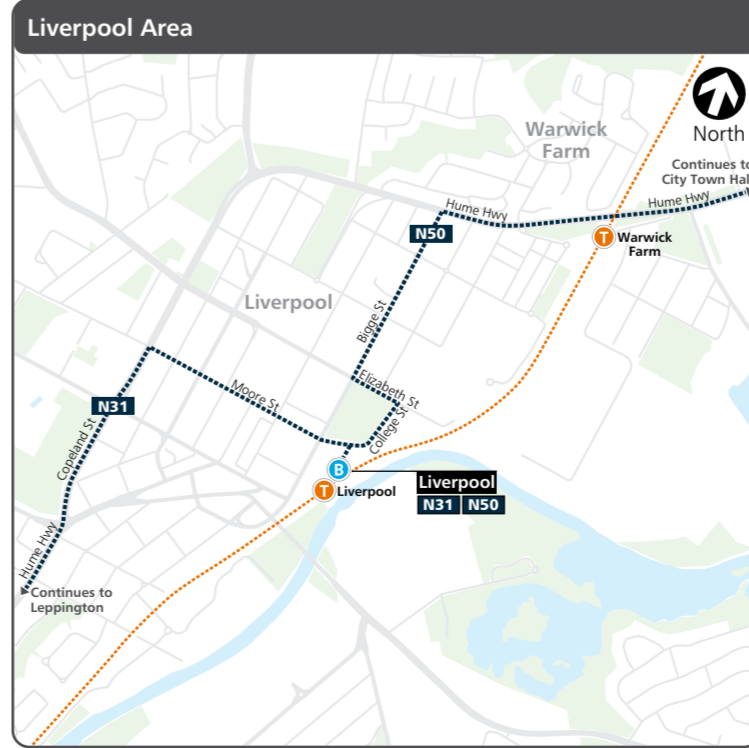 Liverpool Area
North
Continues to
City Town Hal
Warwick
Farm
Hume Hwy
Hume Hwy
N50
T
Warwick
Farm
Liverpool
Bigge St
Elizabeth St
Moore St
N31
College St
Copeland St
B
T
Liverpool
Liverpool
N31 N50
Hume Hwy
Continues to
Leppington